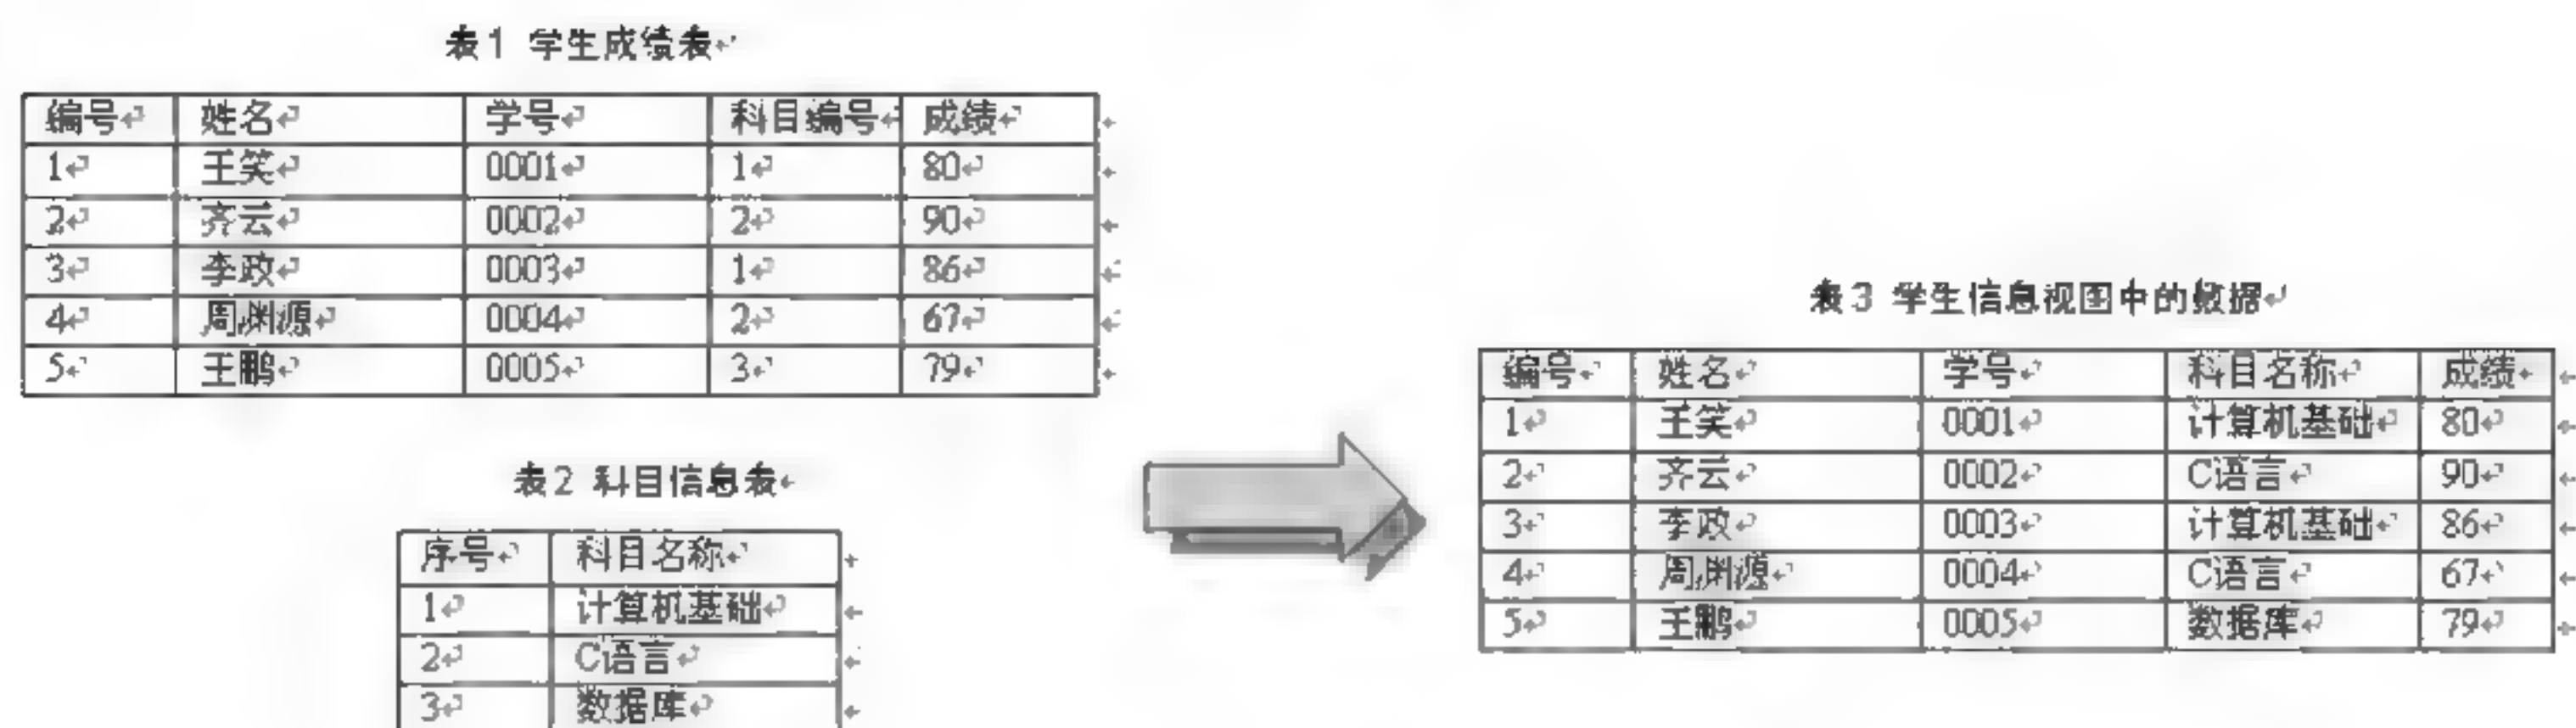 表1 学生成绩表
编号 姓名 学号 科目编号 成绩
1 王笑 0001 1 80
2 齐云 0002 2 90
3 李政 0003 1 86
4 周渊源 0004 2 67
5 王鹏 0005 3 79
表2 科目信息表
序号 科目名称
1 计算机基础
2 C语言
3 数据库
表3 学生信息视图中的数据
编号 姓名 学号 科目名称 成绩
1 王笑 0001 计算机基础 80
2 齐云 0002 C语言 90
3 李政 0003 计算机基础 86
4 周渊源 0004 C语言 67
5 王鹏 0005 数据库 79